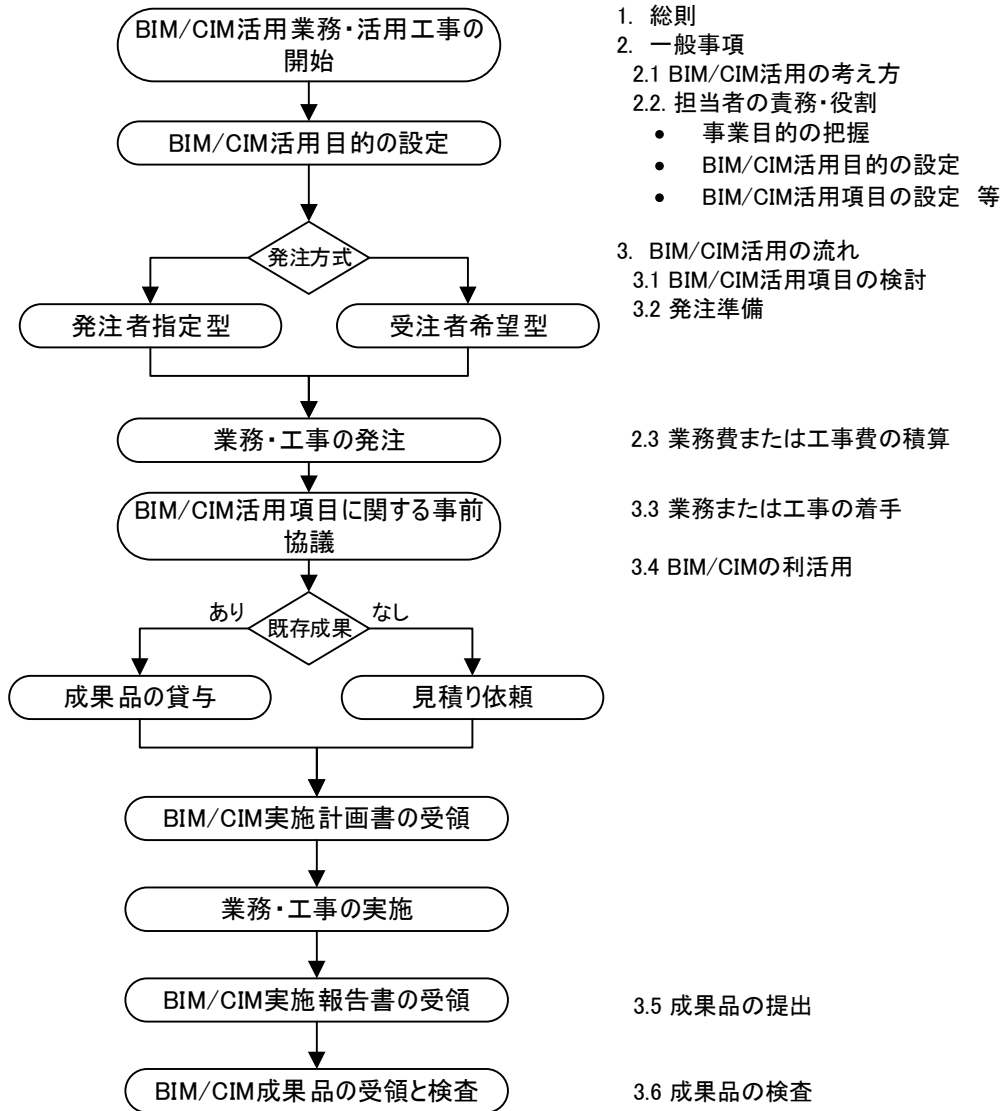 BIM/CIM活用業務・活用工事の
開始
BIM/CIM活用目的の設定
発注方式
発注者指定型
受注者希望型
業務・工事の発注
BIM/CIM活用項目に関する事前
協議
あり
既存成果
なし
成果品の貸与
見積り依頼
BIM/CIM実施計画書の受領
業務・工事の実施
BIM/CIM実施報告書の受領
BIM/CIM成果品の受領と検査
1. 総則
2. 一般事項
2.1 BIM/CIM活用の考え方
2.2. 担当者の責務・役割
• 事業目的の把握
• BIM/CIM活用目的の設定
• BIM/CIM活用項目の設定 等
3. BIM/CIM活用の流れ
3.1 BIM/CIM活用項目の検討
3.2 発注準備
2.3 業務費または工事費の積算
3.3 業務または工事の着手
3.4 BIM/CIMの利活用
3.5 成果品の提出
3.6 成果品の検査